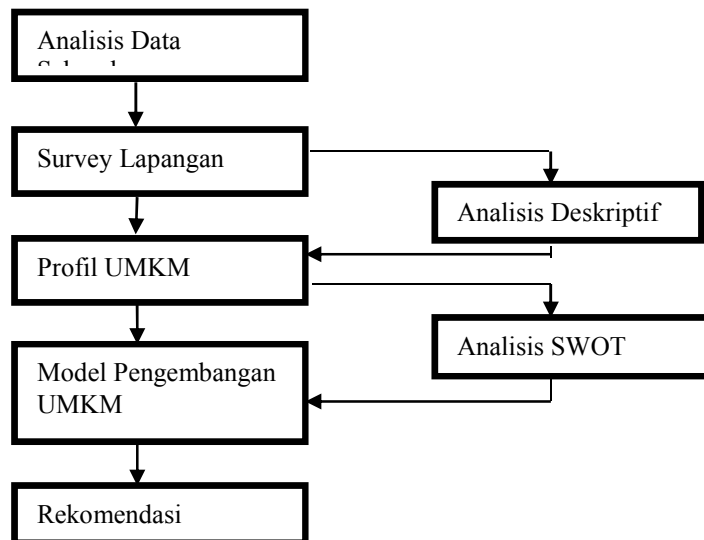 Analisis Data
Survey Lapangan
Analisis Deskriptif
Profil UMKM
Analisis SWOT
Model Pengembangan
UMKM
Rekomendasi